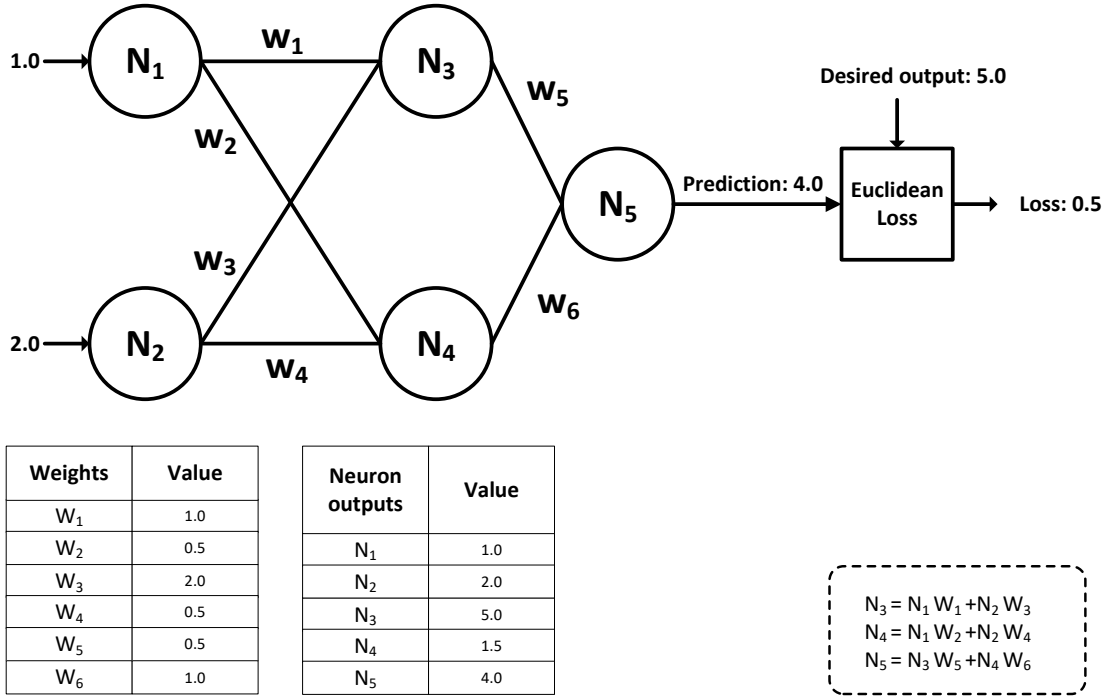 1.0
N1
W1
N3
W5
Desired output: 5.0
W2
N5
Prediction: 4.0
Euclidean
Loss
Loss: 0.5
W3
2.0
N2
W4
N4
W6
Weights Value
W1 1.0
W2 0.5
W3 2.0
W4 0.5
W5 0.5
W6 1.0
Neuron
outputs
Value
N1 1.0
N2 2.0
N3 5.0
N4 1.5
N5 4.0
N3 = N1 W1 +N2 W3
N4 = N1 W2 +N2 W4
N5 = N3 W5 +N4 W6